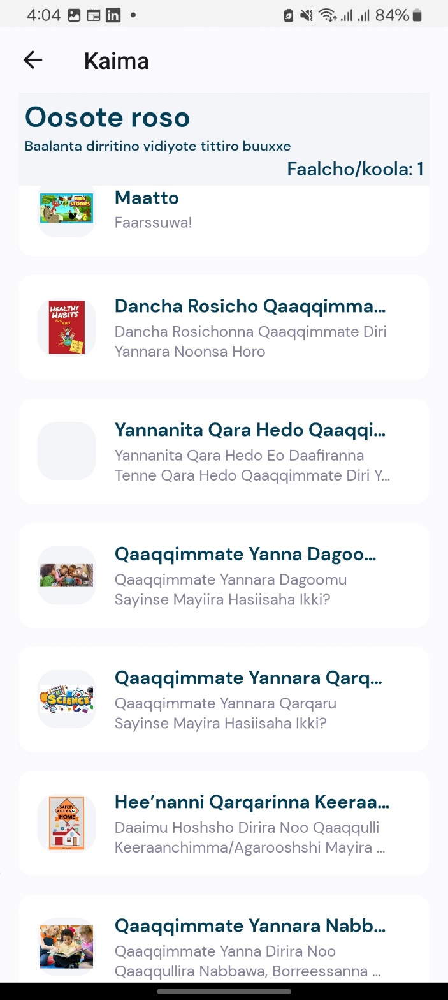 4:04
84%
Kaima
Oosote roso
Baalanta dirritino vidiyote tittiro buuxxe
Faalcho/koola: 1
KIDS
STORIES
Maatto
Faarssuwa!
HEALTHY
HABITS
FOR
KIDS
Dancha Rosicho Qaaqqimma...
Dancha Rosichonna Qaaqqimmate Diri
Yannara Noonsa Horo
Yannanita Qara Hedo Qaaqqi...
Yannanita Qara Hedo Eo Daafiranna
Tenne Qara Hedo Qaaqqimmate Diri Y...
Qaaqqimmate Yanna Dagoo...
Qaaqqimmate Yannara Dagoomu
Sayinse Mayiira Hasiisaha Ikki?
SCIENCE
Qaaqqimmate Yannara Qarq...
Qaaqqimmate Yannara Qarqaru
Sayinse Mayira Hasiisaha Ikki?
SAFETY
RULES AT
HOME
Hee’nanni Qarqarinna Keeraa...
Daaimu Hoshsho Dirira Noo Qaaqqulli
Keeraanchimma/Agarooshshi Mayira ...
Qaaqqimmate Yannara Nabb...
Qaaqqimmate Yanna Dirira Noo
Qaaqqullira Nabbawa, Borreessanna ...